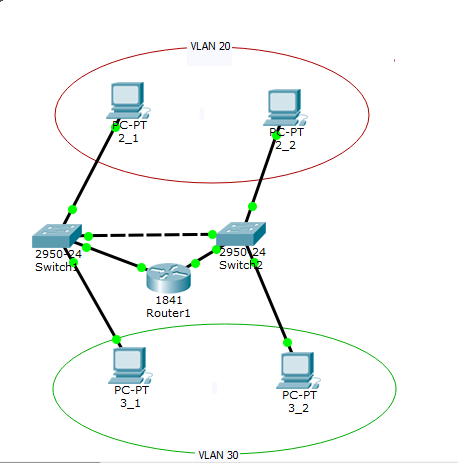 VLAN 20
PC-PT
2_1
PC-PT
2_2
2950-24
Switch1
2950-24
Switch2
1841
Router1
PC-PT
3_1
PC-PT
3_2
VLAN 30